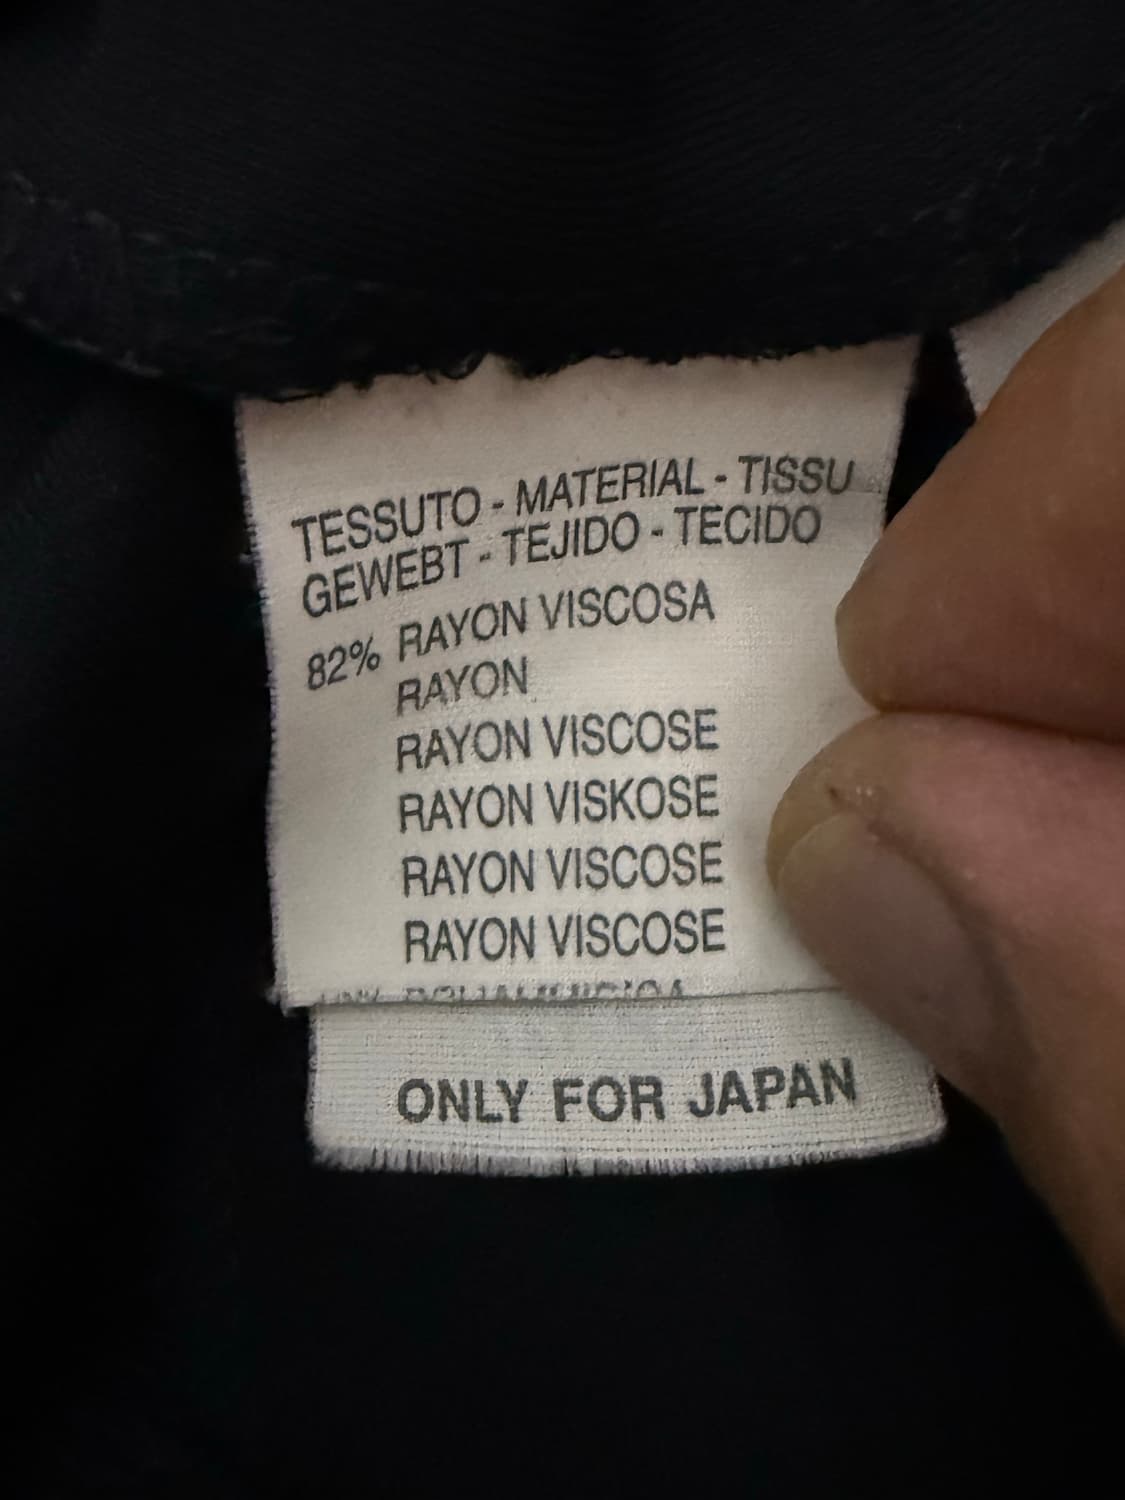 TESSUTO - MATERIAL - TISSU
GEWEBT - TEJIDO - TECIDO
82% RAYON VISCOSA
RAYON
RAYON VISCOSE
RAYON VISKOSE
RAYON VISCOSE
RAYON VISCOSE
ONLY FOR JAPAN